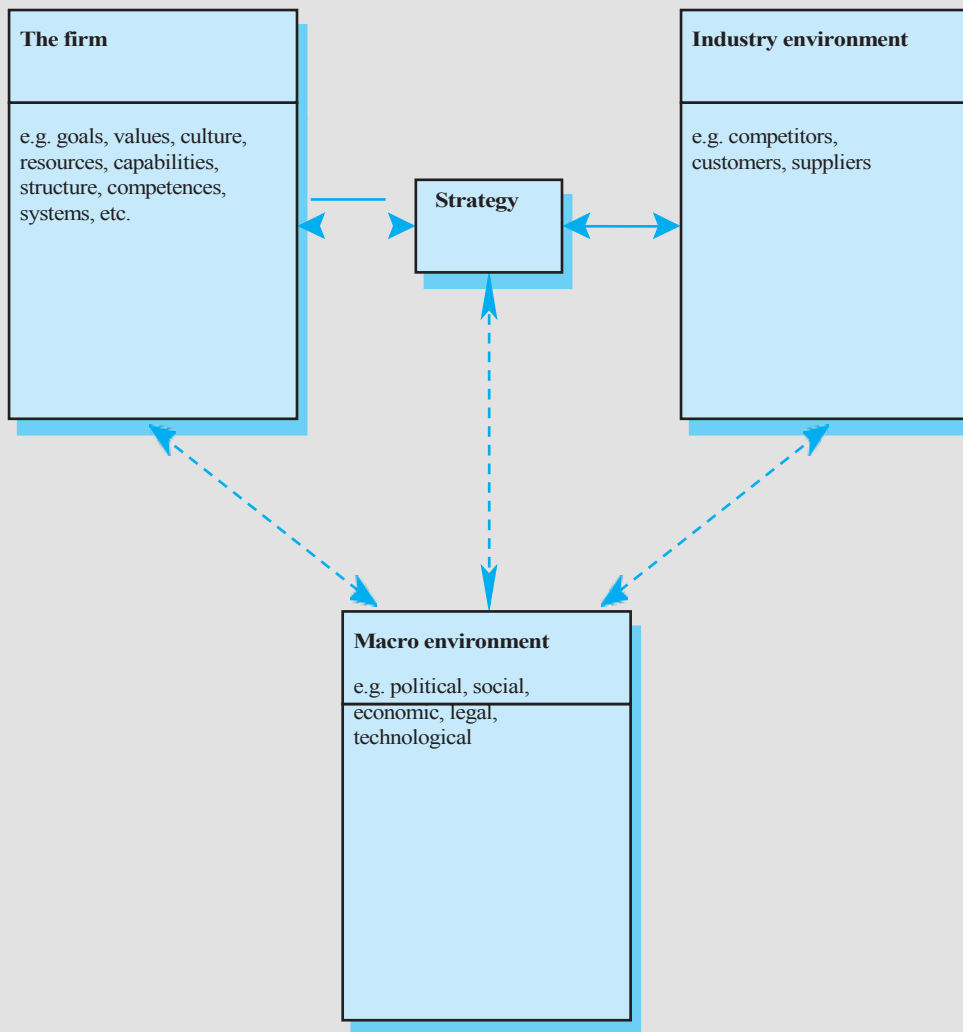 The firm
e.g. goals, values, culture,
resources, capabilities,
structure, competences,
systems, etc.
Strategy
Industry environment
e.g. competitors,
customers, suppliers
Macro environment
e.g. political, social,
economic, legal,
technological